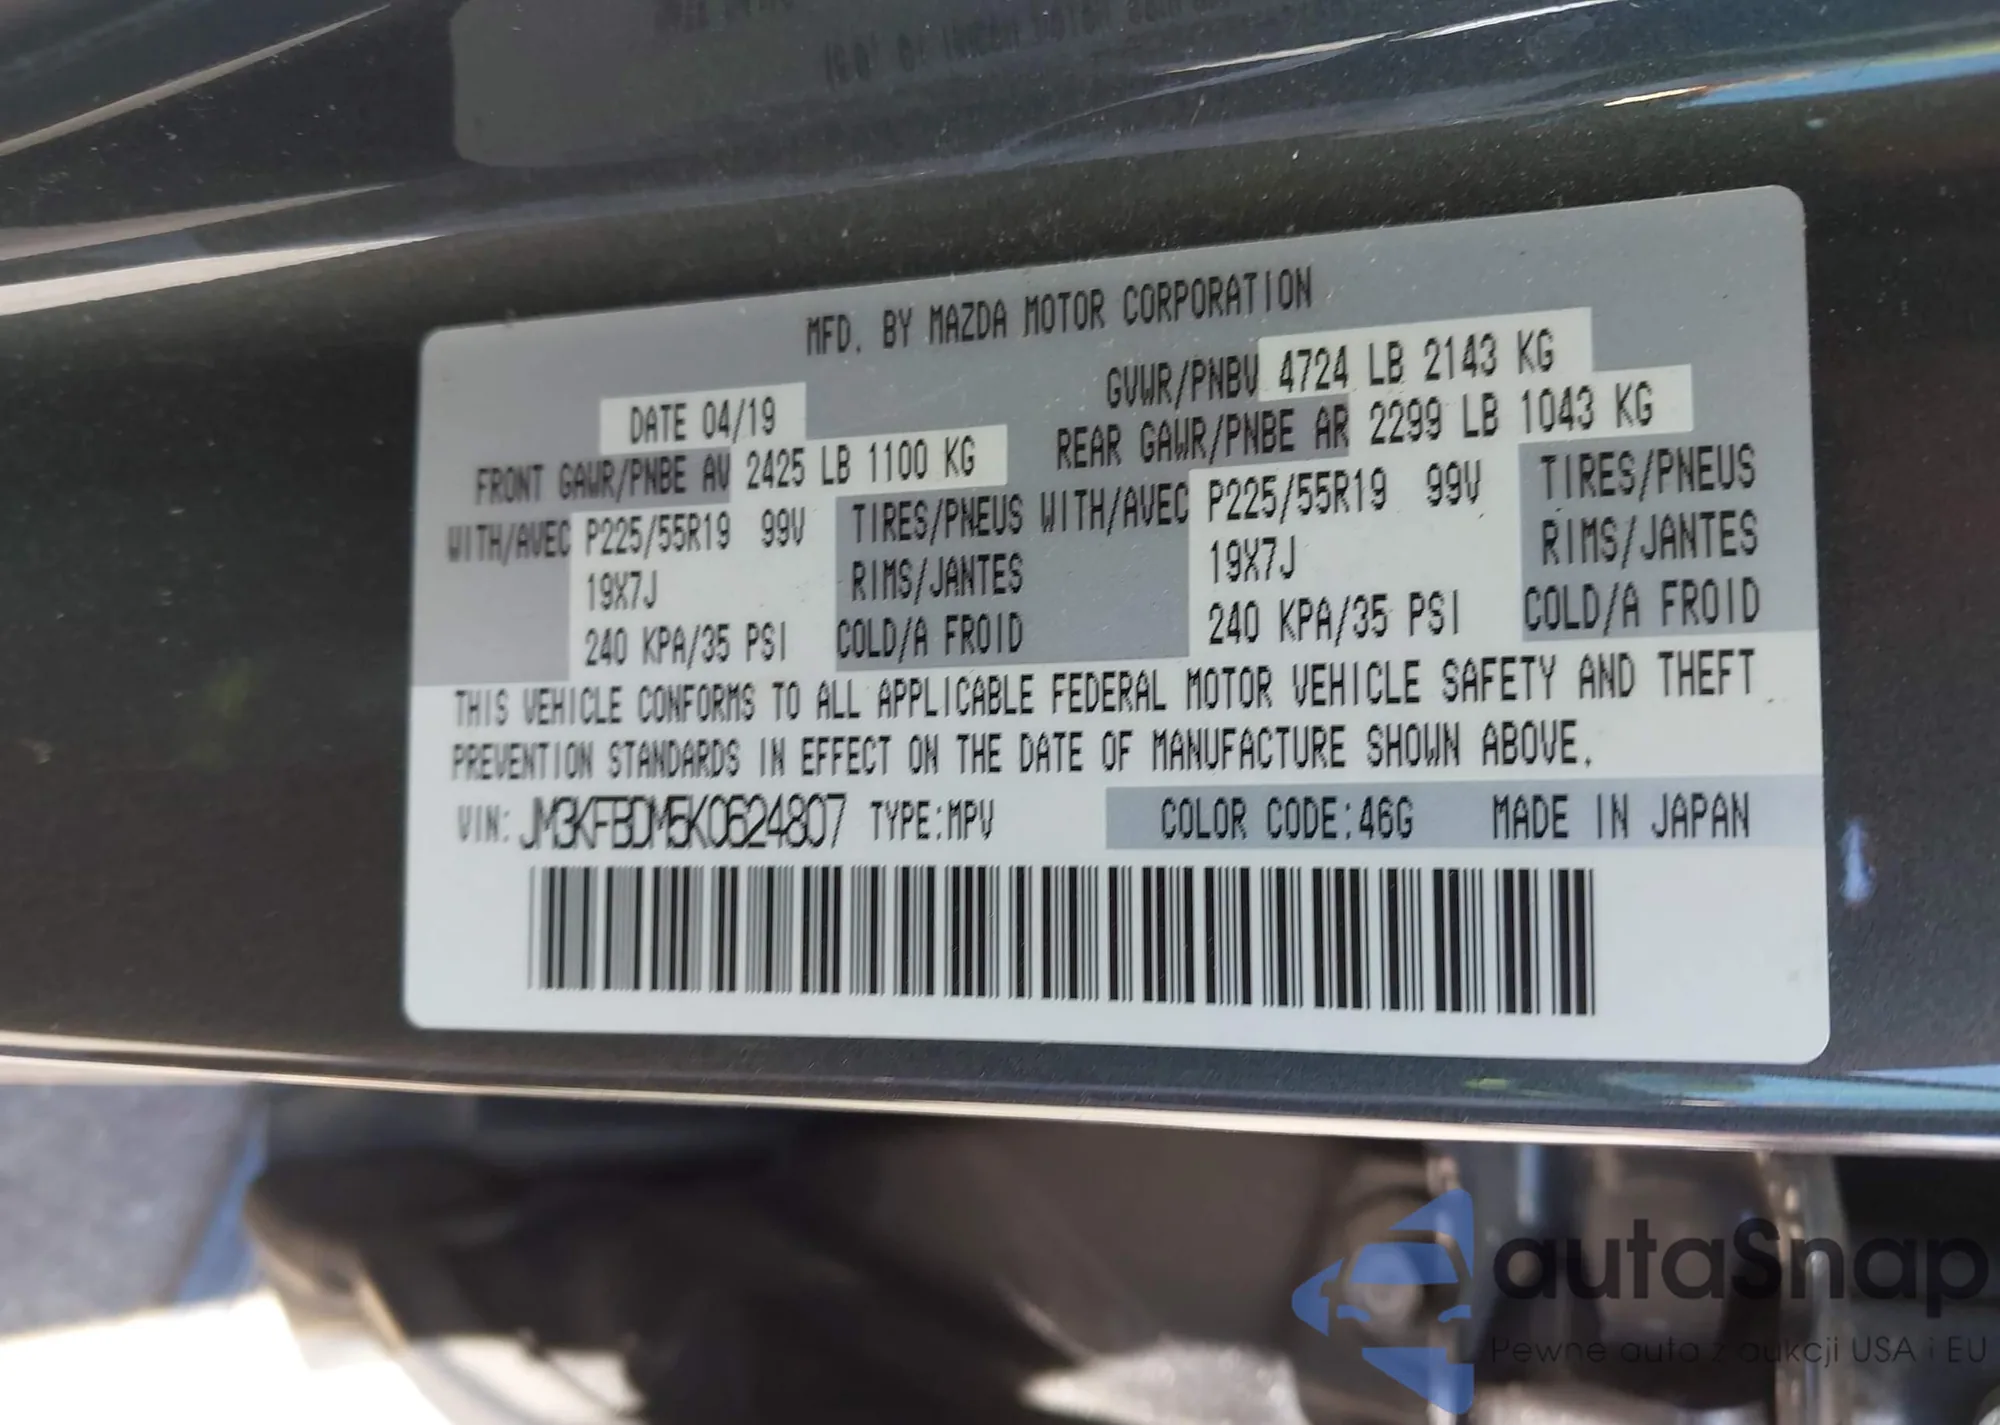 MFD. BY MAZDA MOTOR CORPORATION
DATE 04/19 GVWR/PNBV 4724 LB 2143 KG
FRONT GAWR/PNBE AV 2425 LB 1100 KG REAR GAWR/PNBE AR 2299 LB 1043 KG
WITH/AVEC P225/55R19 99V TIRES/PNEUS WITH/AVEC P225/55R19 99V TIRES/PNEUS
19X7J RIMS/JANTES 19X7J RIMS/JANTES
240 KPA/35 PSI COLD/A FROID 240 KPA/35 PSI COLD/A FROID
THIS VEHICLE CONFORMS TO ALL APPLICABLE FEDERAL MOTOR VEHICLE SAFETY AND THEFT
PREVENTION STANDARDS IN EFFECT ON THE DATE OF MANUFACTURE SHOWN ABOVE.
VIN: JM3KFBDM5K0624807 TYPE:MPV COLOR CODE:46G MADE IN JAPAN
autaSnap
Pewne auto z aukcji USA i EU